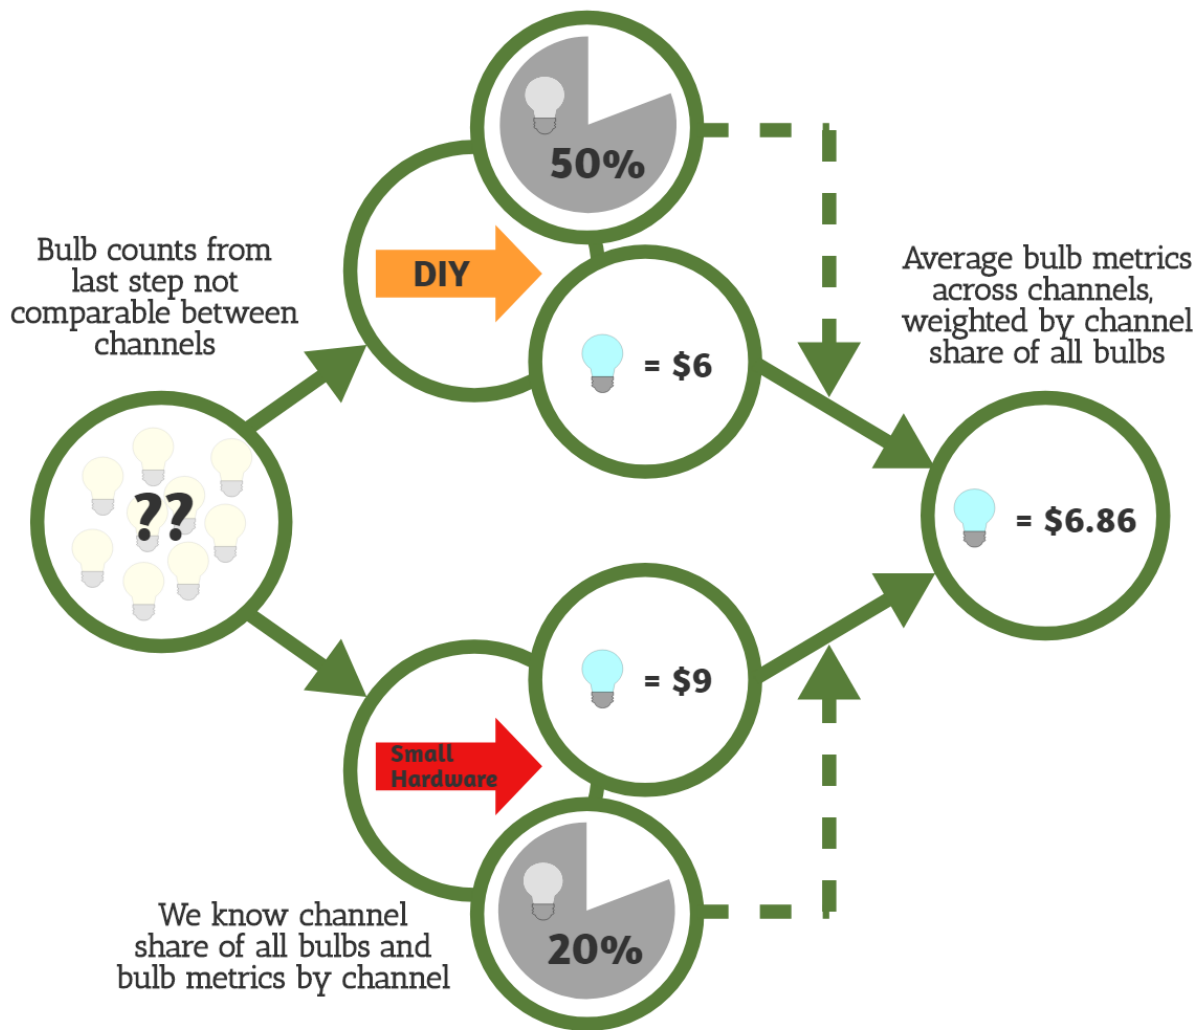 50%
DIY
= $6
Bulb counts from
last step not
comparable between
channels
??
Average bulb metrics
across channels,
weighted by channel
share of all bulbs
= $6.86
= $9
Small
Hardware
20%
We know channel
share of all bulbs and
bulb metrics by channel